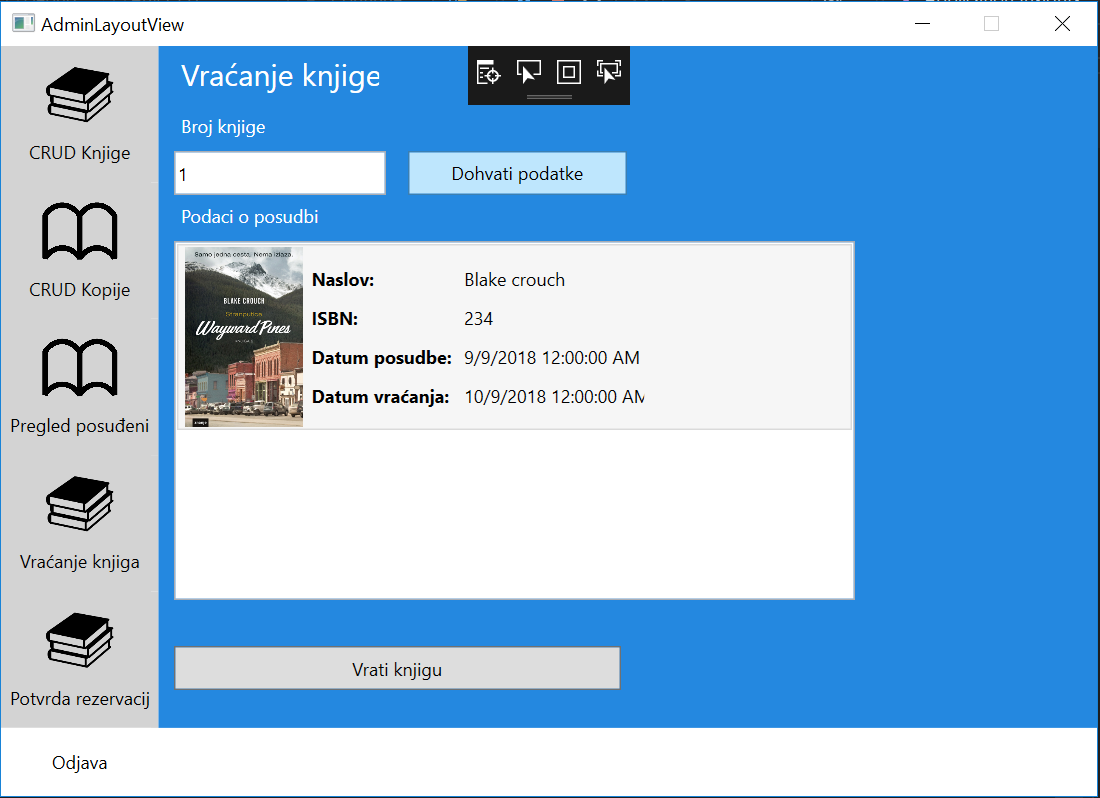 AdminLayoutView
CRUD Knjige
CRUD Kopije
Pregled posuđeni
Vraćanje knjiga
Potvrda rezervacij
Odjava
Vraćanje knjige
Broj knjige
1
Dohvati podatke
Podaci o posudbi
Samo jedna cesta. Nema izlaza.
BLAKE CROUCH
Stranputica
Wayward Pines
Naslov: Blake crouch
ISBN: 234
Datum posudbe: 9/9/2018 12:00:00 AM
Datum vraćanja: 10/9/2018 12:00:00 AM
Vrati knjigu